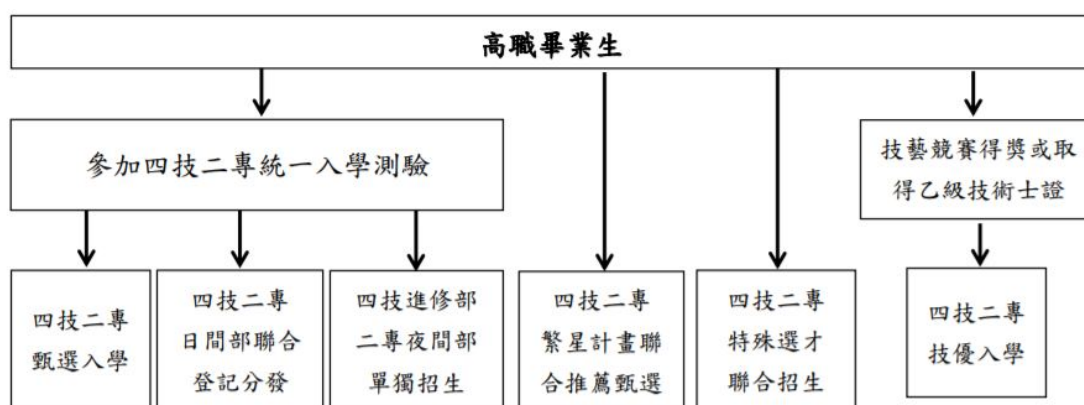 高職畢業生
參加四技二專統一入學測驗
技藝競賽得獎或取
得乙級技術士證
四技二專
甄選入學
四技二專
日間部聯合
登記分發
四技進修部
二專夜間部
單獨招生
四技二專
繁星計畫聯
合推薦甄選
四技二專
特殊選才
聯合招生
四技二專
技優入學